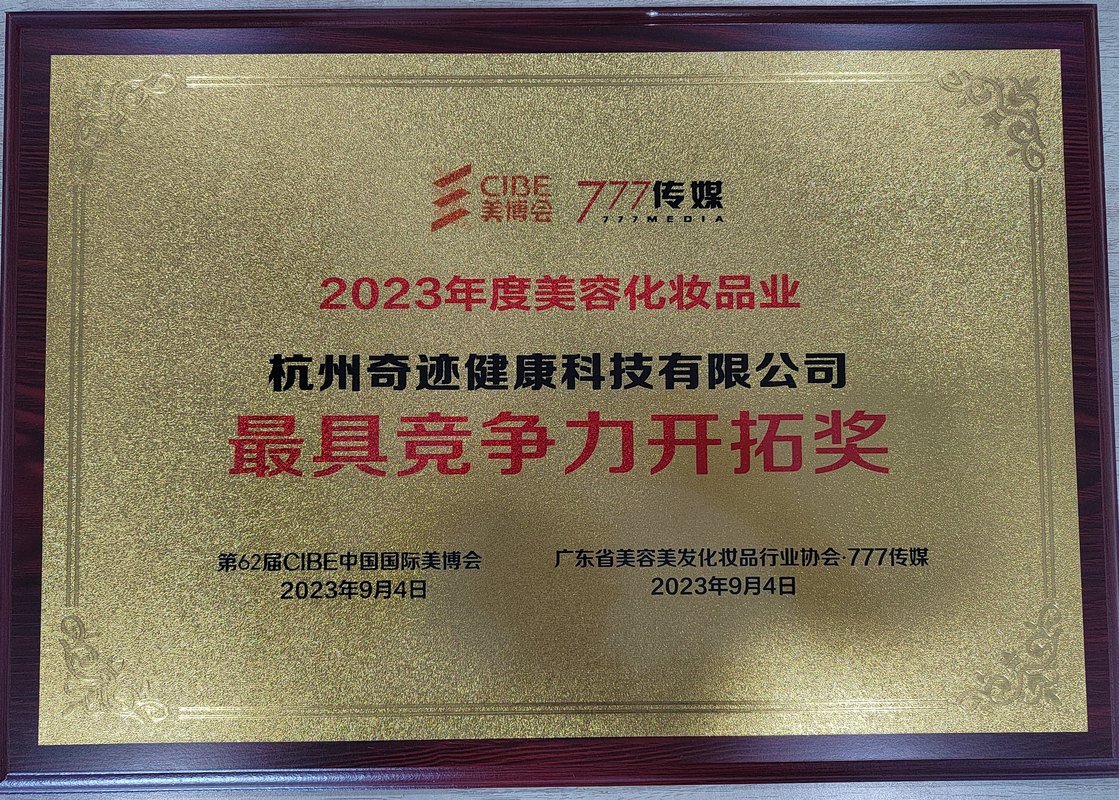 CIBE 777传媒
美博会 777MEDIA
2023年度美容化妆品业
杭州奇迹健康科技有限公司
最具竞争力开拓奖
第62届CIBE中国国际美博会
2023年9月4日
广东省美容美发化妆品行业协会·777传媒
2023年9月4日